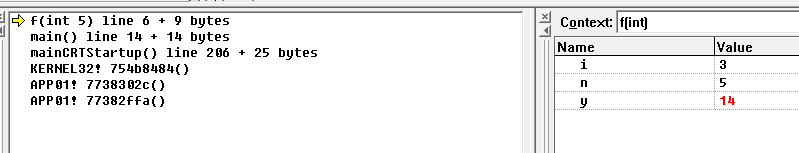 f(int 5) line 6 + 9 bytes
main() line 14 + 14 bytes
mainCRTStartup() line 206 + 25 bytes
KERNEL32! 754b8484()
APP01! 7738302c()
APP01! 77382ffa()
Context: f(int)
Name Value
i 3
n 5
y 14